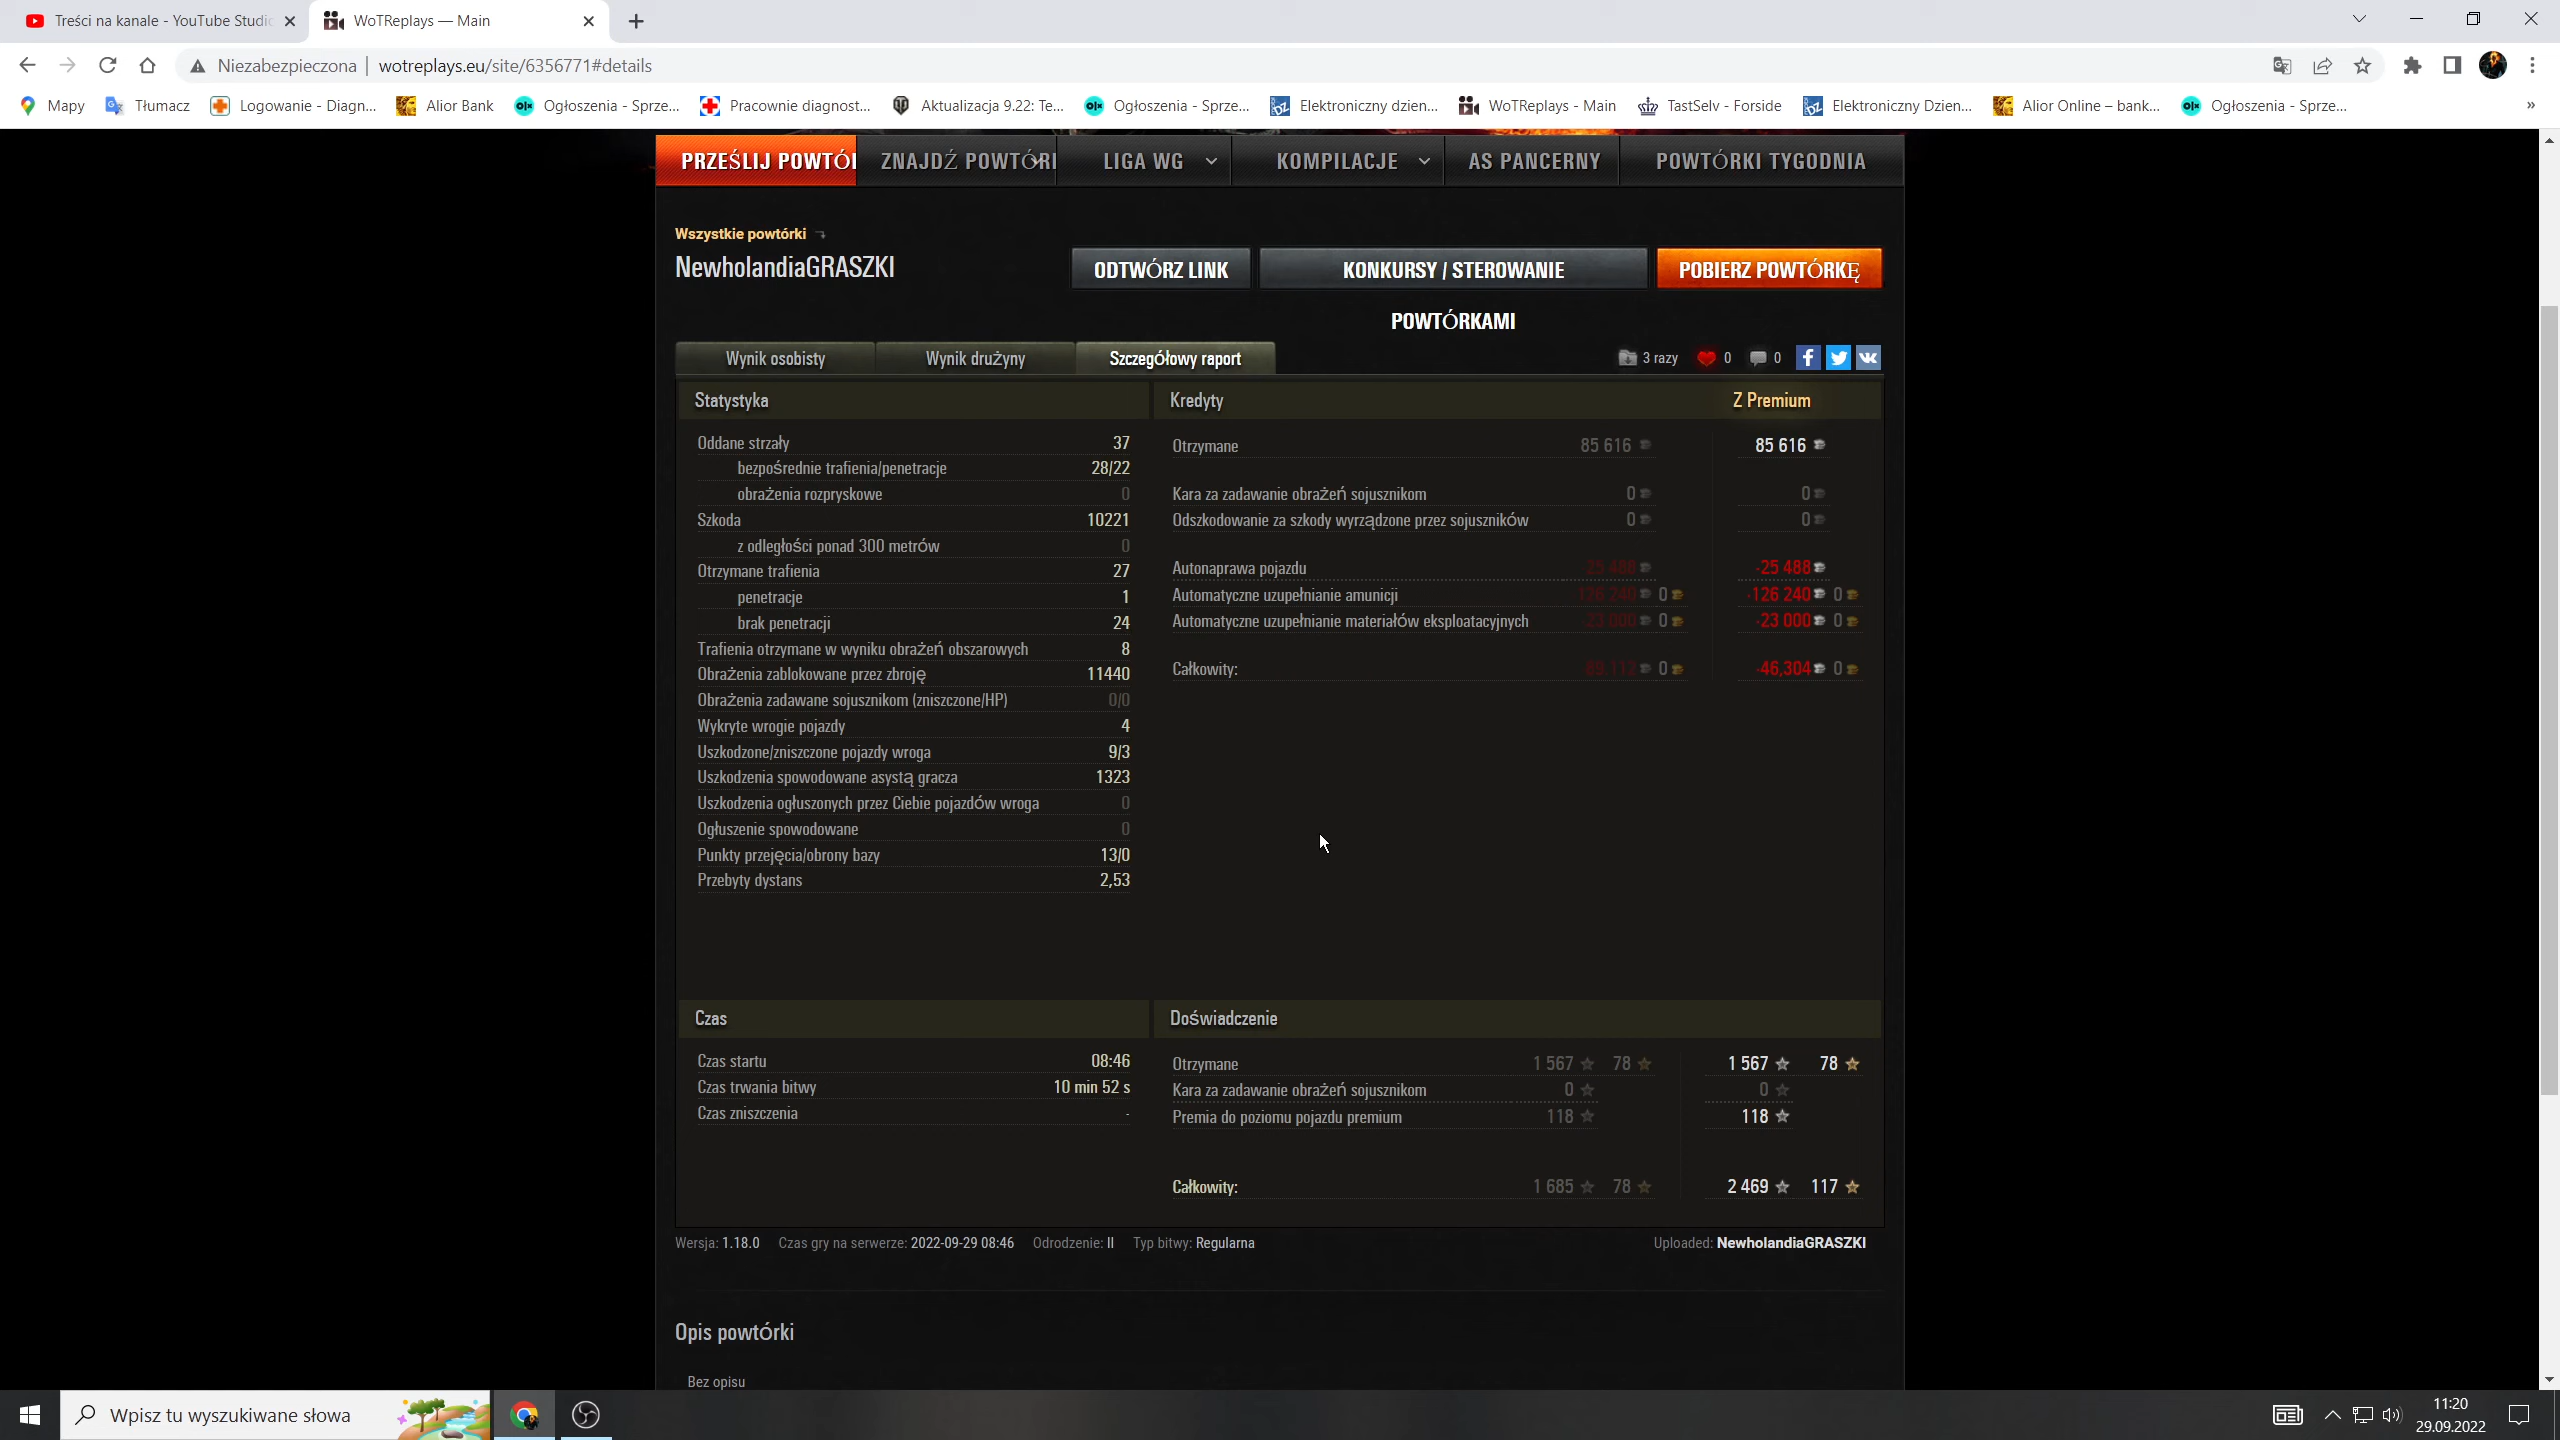 Treści na kanale - YouTube Studi
WoTReplays — Main
Niezabezpieczona | wotreplays.eu/site/6356771#details
Mapy Tłumacz Logowanie - Diagn... Alior Bank Ogłoszenia - Sprze... Pracownie diagnost... Aktualizacja 9.22: Te... Ogłoszenia - Sprze... Elektroniczny dzien... WoTReplays - Main TastSelv - Forside Elektroniczny Dzien... Alior Online – bank... Ogłoszenia - Sprze... »
PRZEŚLIJ POWTÓ ZNAJDŹ POWTÓR LIGA WG KOMPILACJE AS PANCERNY POWTÓRKI TYGODNIA
Wszystkie powtórki
NewholandiaGRASZKI
ODTWÓRZ LINK KONKURSY / STEROWANIE POWTÓRKAMI POBIERZ POWTÓRKĘ
Wynik osobisty Wynik drużyny Szczegółowy raport 3 razy 0 0
Statystyka
Oddane strzały 37
bezpośrednie trafienia/penetracje 28/22
obrażenia rozpryskowe 0
Szkoda 10221
z odległości ponad 300 metrów 0
Otrzymane trafienia 27
penetracje 1
brak penetracji 24
Trafienia otrzymane w wyniku obrażeń obszarowych 8
Obrażenia zablokowane przez zbroję 11440
Obrażenia zadawane sojusznikom (zniszczone/HP) 0/0
Wykryte wrogie pojazdy 4
Uszkodzone/zniszczone pojazdy wroga 9/3
Uszkodzenia spowodowane asystą gracza 1323
Uszkodzenia ogłuszonych przez Ciebie pojazdów wroga 0
Ogłuszenie spowodowane 0
Punkty przejęcia/obrony bazy 13/0
Przebyty dystans 2,53
Kredyty Z Premium
Otrzymane 85 616 85 616
Kara za zadawanie obrażeń sojusznikom 0 0
Odszkodowanie za szkody wyrządzone przez sojuszników 0 0
Autonaprawa pojazdu -25 488 -25 488
Automatyczne uzupełnianie amunicji -126 240 0 -126 240 0
Automatyczne uzupełnianie materiałów eksploatacyjnych -23 000 0 -23 000 0
Całkowity: 89.112 0 -46,304 0
Czas
Czas startu 08:46
Czas trwania bitwy 10 min 52 s
Czas zniszczenia -
Doświadczenie
Otrzymane 1 567 78 1 567 78
Kara za zadawanie obrażeń sojusznikom 0 0
Premia do poziomu pojazdu premium 118 118
Całkowity: 1 685 78 2 469 117
Wersja: 1.18.0 Czas gry na serwerze: 2022-09-29 08:46 Odrodzenie: II Typ bitwy: Regularna Uploaded: NewholandiaGRASZKI
Opis powtórki
Bez opisu
Wpisz tu wyszukiwane słowa
11:20
29.09.2022